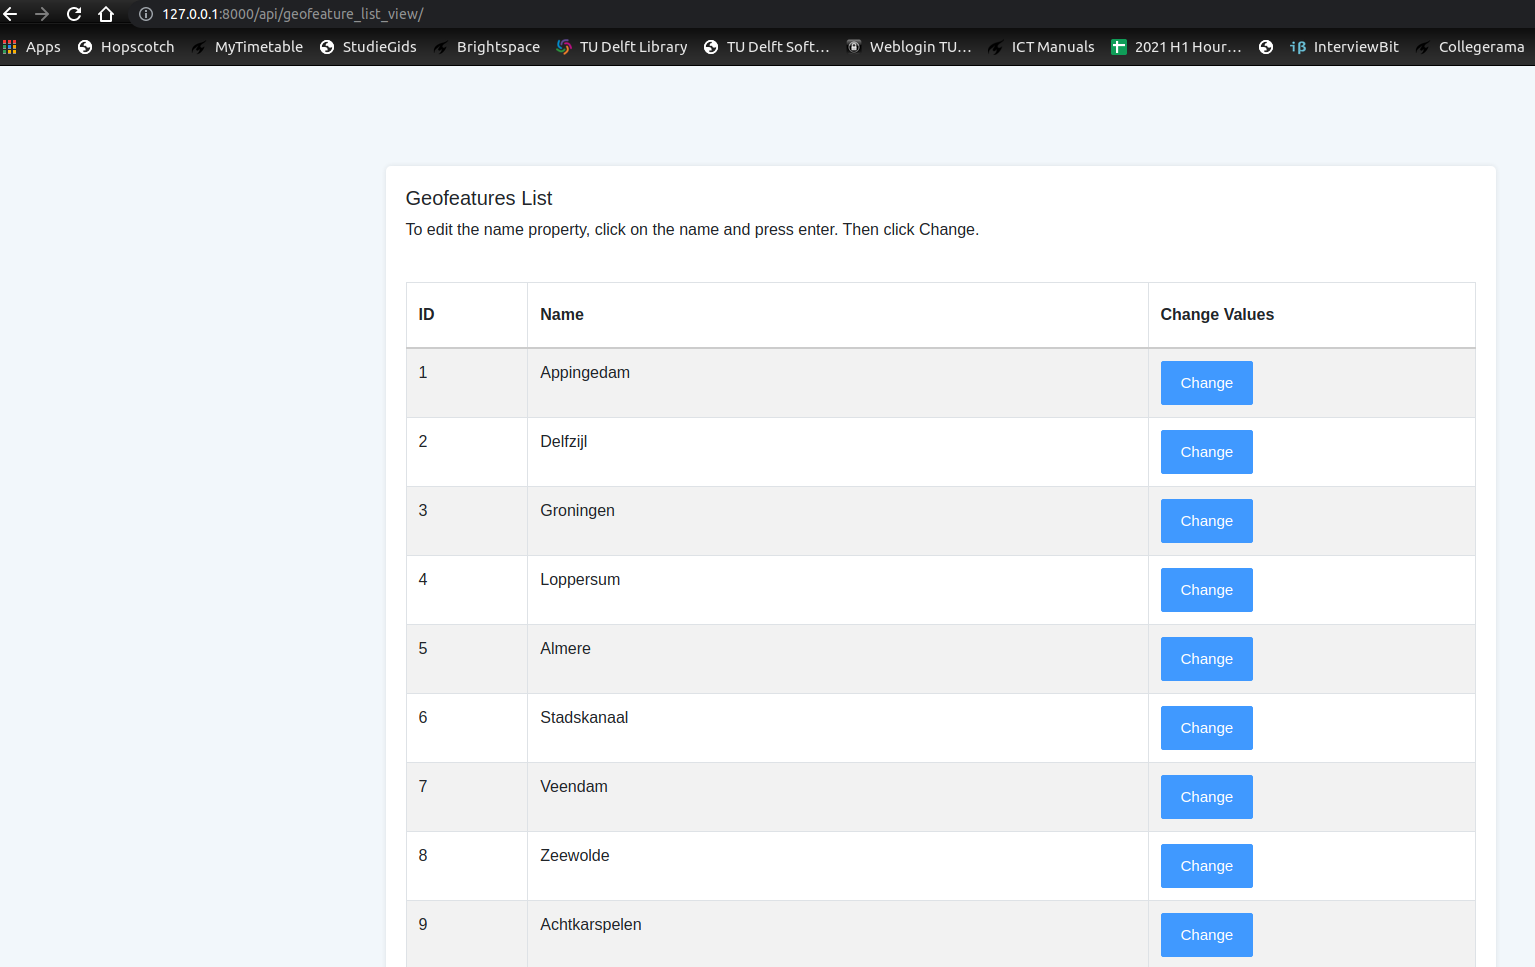 127.0.0.1:8000/api/geofeature_list_view/
Apps Hopscotch MyTimetable StudieGids Brightspace TU Delft Library TU Delft Soft... Weblogin TU... ICT Manuals 2021 H1 Hour... iβ InterviewBit Collegerama
Geofeatures List
To edit the name property, click on the name and press enter. Then click Change.
ID Name Change Values
1 Appingedam Change
2 Delfzijl Change
3 Groningen Change
4 Loppersum Change
5 Almere Change
6 Stadskanaal Change
7 Veendam Change
8 Zeewolde Change
9 Achtkarspelen Change